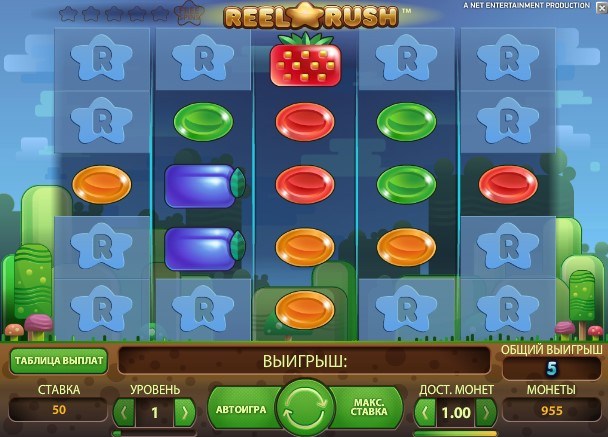 REEL RUSH™
A NET ENTERTAINMENT PRODUCTION
R R R R
R R
R R
R R R R
ТАБЛИЦА ВЫПЛАТ
ВЫИГРЫШ:
ОБЩИЙ ВЫИГРЫШ
5
СТАВКА
50
УРОВЕНЬ
1
АВТОИГРА
МАКС. СТАВКА
ДОСТ. МОНЕТ
1.00
МОНЕТЫ
955